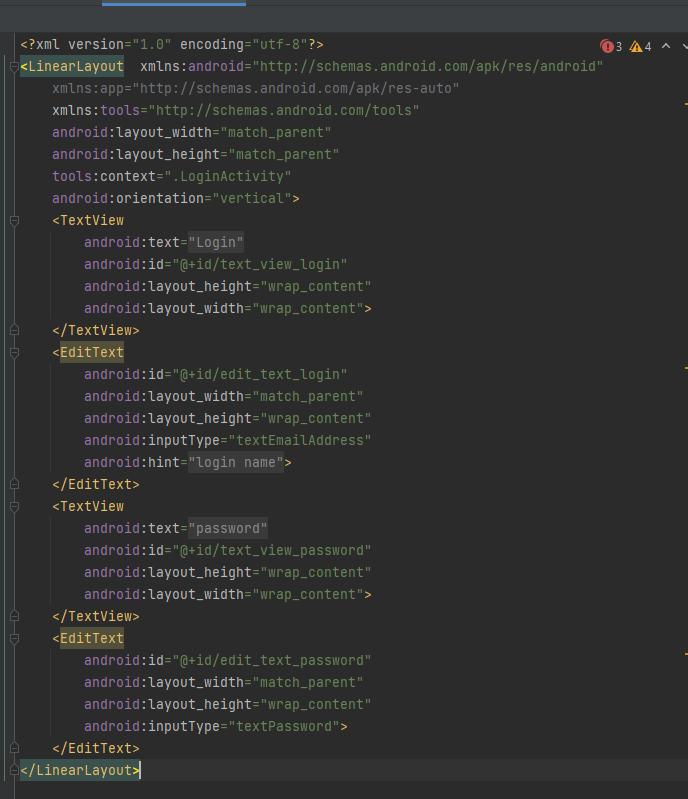 <?xml version="1.0" encoding="utf-8"?>
3 4
<LinearLayout  xmlns:android="http://schemas.android.com/apk/res/android"
    xmlns:app="http://schemas.android.com/apk/res-auto"
    xmlns:tools="http://schemas.android.com/tools"
    android:layout_width="match_parent"
    android:layout_height="match_parent"
    tools:context=".LoginActivity"
    android:orientation="vertical">
    <TextView
        android:text="Login"
        android:id="@+id/text_view_login"
        android:layout_height="wrap_content"
        android:layout_width="wrap_content">
    </TextView>
    <EditText
        android:id="@+id/edit_text_login"
        android:layout_width="match_parent"
        android:layout_height="wrap_content"
        android:inputType="textEmailAddress"
        android:hint="login name">
    </EditText>
    <TextView
        android:text="password"
        android:id="@+id/text_view_password"
        android:layout_height="wrap_content"
        android:layout_width="wrap_content">
    </TextView>
    <EditText
        android:id="@+id/edit_text_password"
        android:layout_width="match_parent"
        android:layout_height="wrap_content"
        android:inputType="textPassword">
    </EditText>
</LinearLayout>